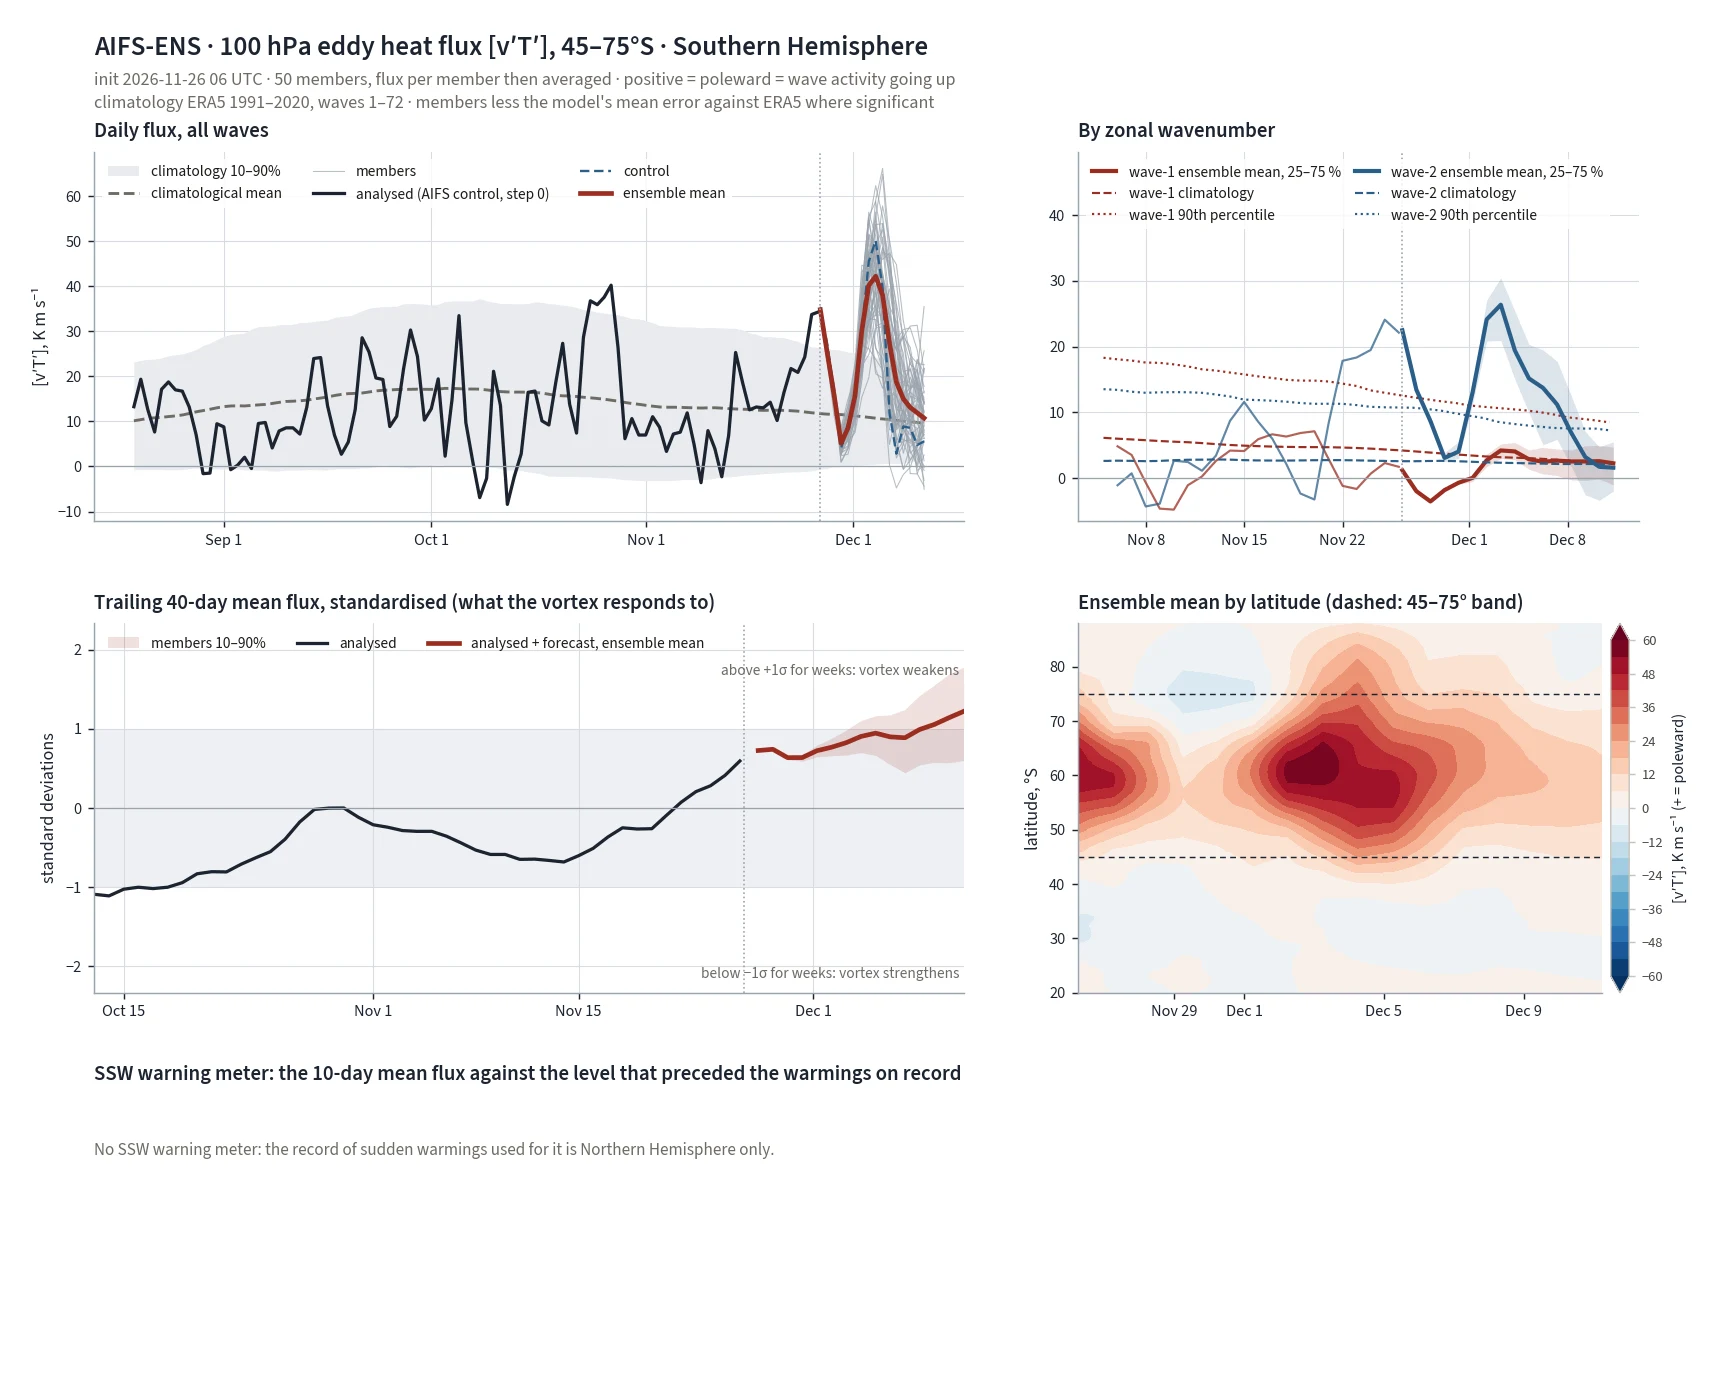 AIFS-ENS · 100 hPa eddy heat flux [v′T′], 45–75°S · Southern Hemisphere
init 2026-11-26 06 UTC · 50 members, flux per member then averaged · positive = poleward = wave activity going up
climatology ERA5 1991–2020, waves 1–72 · members less the model's mean error against ERA5 where significant
Daily flux, all waves
climatology 10–90%
members
control
climatological mean
analysed (AIFS control, step 0)
ensemble mean
[v′T′], K m s⁻¹
60
50
40
30
20
10
0
−10
Sep 1
Oct 1
Nov 1
Dec 1
By zonal wavenumber
wave-1 ensemble mean, 25–75 %
wave-2 ensemble mean, 25–75 %
wave-1 climatology
wave-2 climatology
wave-1 90th percentile
wave-2 90th percentile
40
30
20
10
0
Nov 8
Nov 15
Nov 22
Dec 1
Dec 8
Trailing 40-day mean flux, standardised (what the vortex responds to)
members 10–90%
analysed
analysed + forecast, ensemble mean
above +1σ for weeks: vortex weakens
below −1σ for weeks: vortex strengthens
standard deviations
2
1
0
−1
−2
Oct 15
Nov 1
Nov 15
Dec 1
Ensemble mean by latitude (dashed: 45–75° band)
latitude, °S
80
70
60
50
40
30
20
Nov 29
Dec 1
Dec 5
Dec 9
60
48
36
24
12
0
−12
−24
−36
−48
−60
[v′T′], K m s⁻¹ (+ = poleward)
SSW warning meter: the 10-day mean flux against the level that preceded the warmings on record
No SSW warning meter: the record of sudden warmings used for it is Northern Hemisphere only.